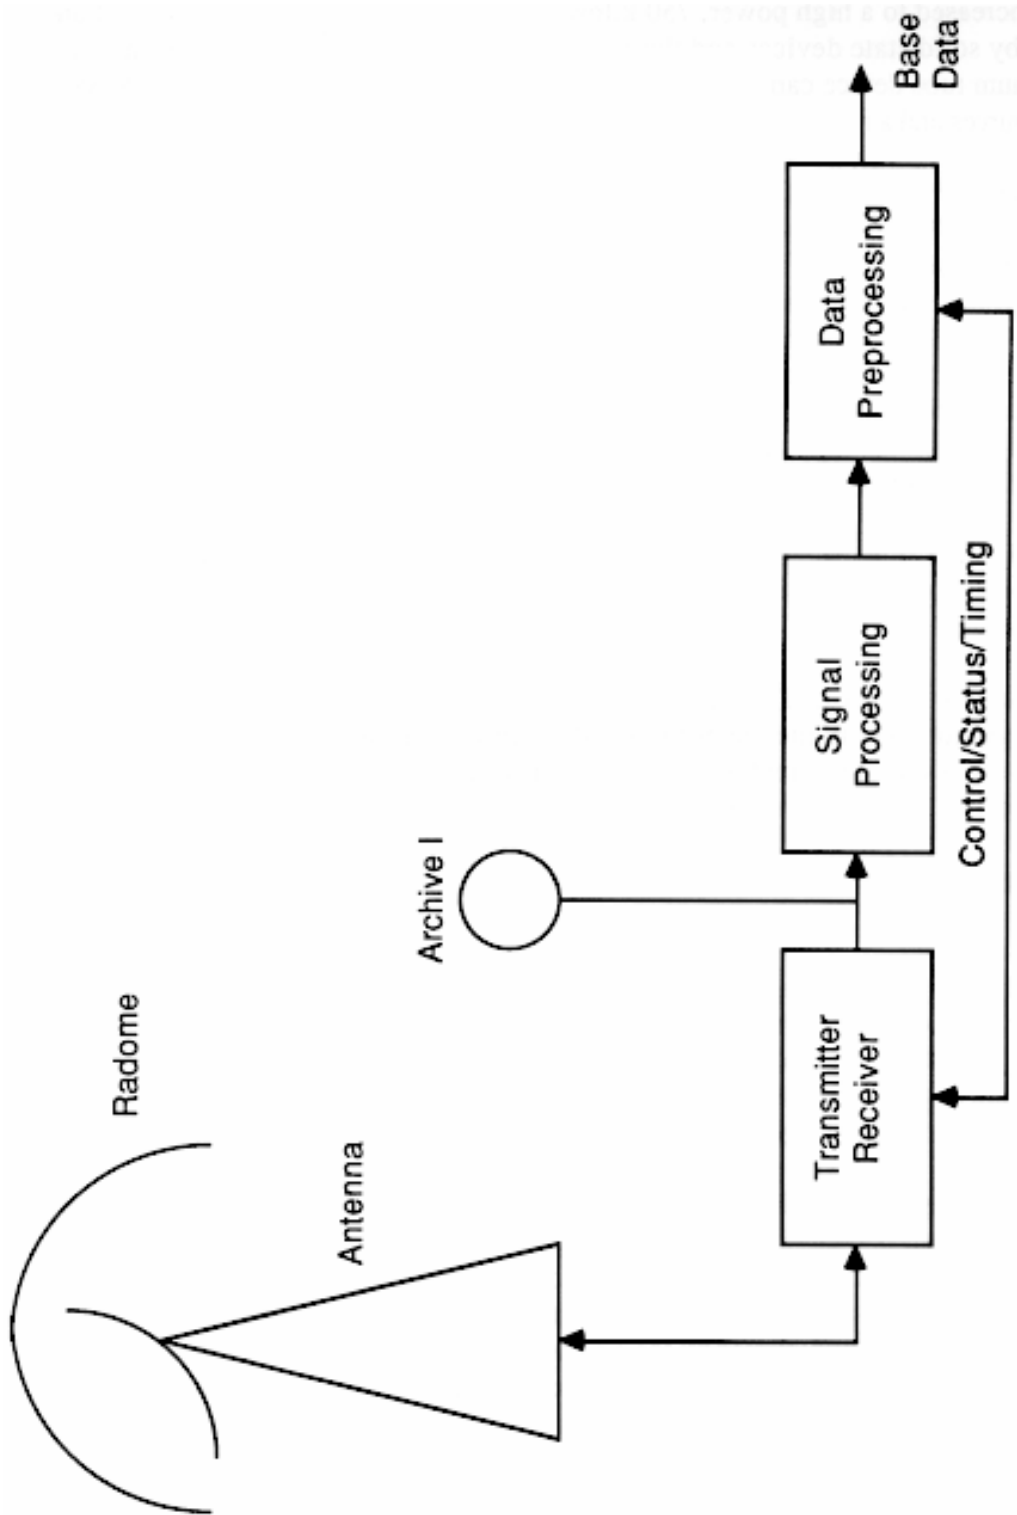 Radome
Antenna
Archive I
Transmitter
Receiver
Signal
Processing
Data
Preprocessing
Base
Data
Control/Status/Timing